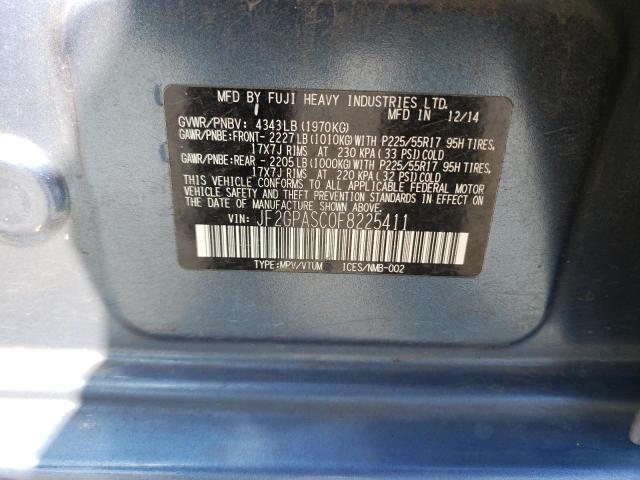 MFD BY FUJI HEAVY INDUSTRIES LTD.
MFD IN 12/14
GVWR/PNBV: 4343LB(1970KG)
GAWR/PNBE:FRONT-2227LB(1010KG)WITH P225/55R17 95H TIRES,
17X7J RIMS AT 230 KPA(33 PSI)COLD
GAWR/PNBE:REAR -2205LB(1000KG)WITH P225/55R17 95H TIRES,
17X7J RIMS AT 220 KPA(32 PSI)COLD
THIS VEHICLE CONFORMS TO ALL APPLICABLE FEDERAL MOTOR
VEHICLE SAFETY AND THEFT PREVENTION STANDARDS IN EFFECT ON
THE DATE OF MANUFACTURE SHOWN ABOVE.
VIN: JF2GPASC0F8225411
TYPE:MPV/VTUM ICES/NMB-002